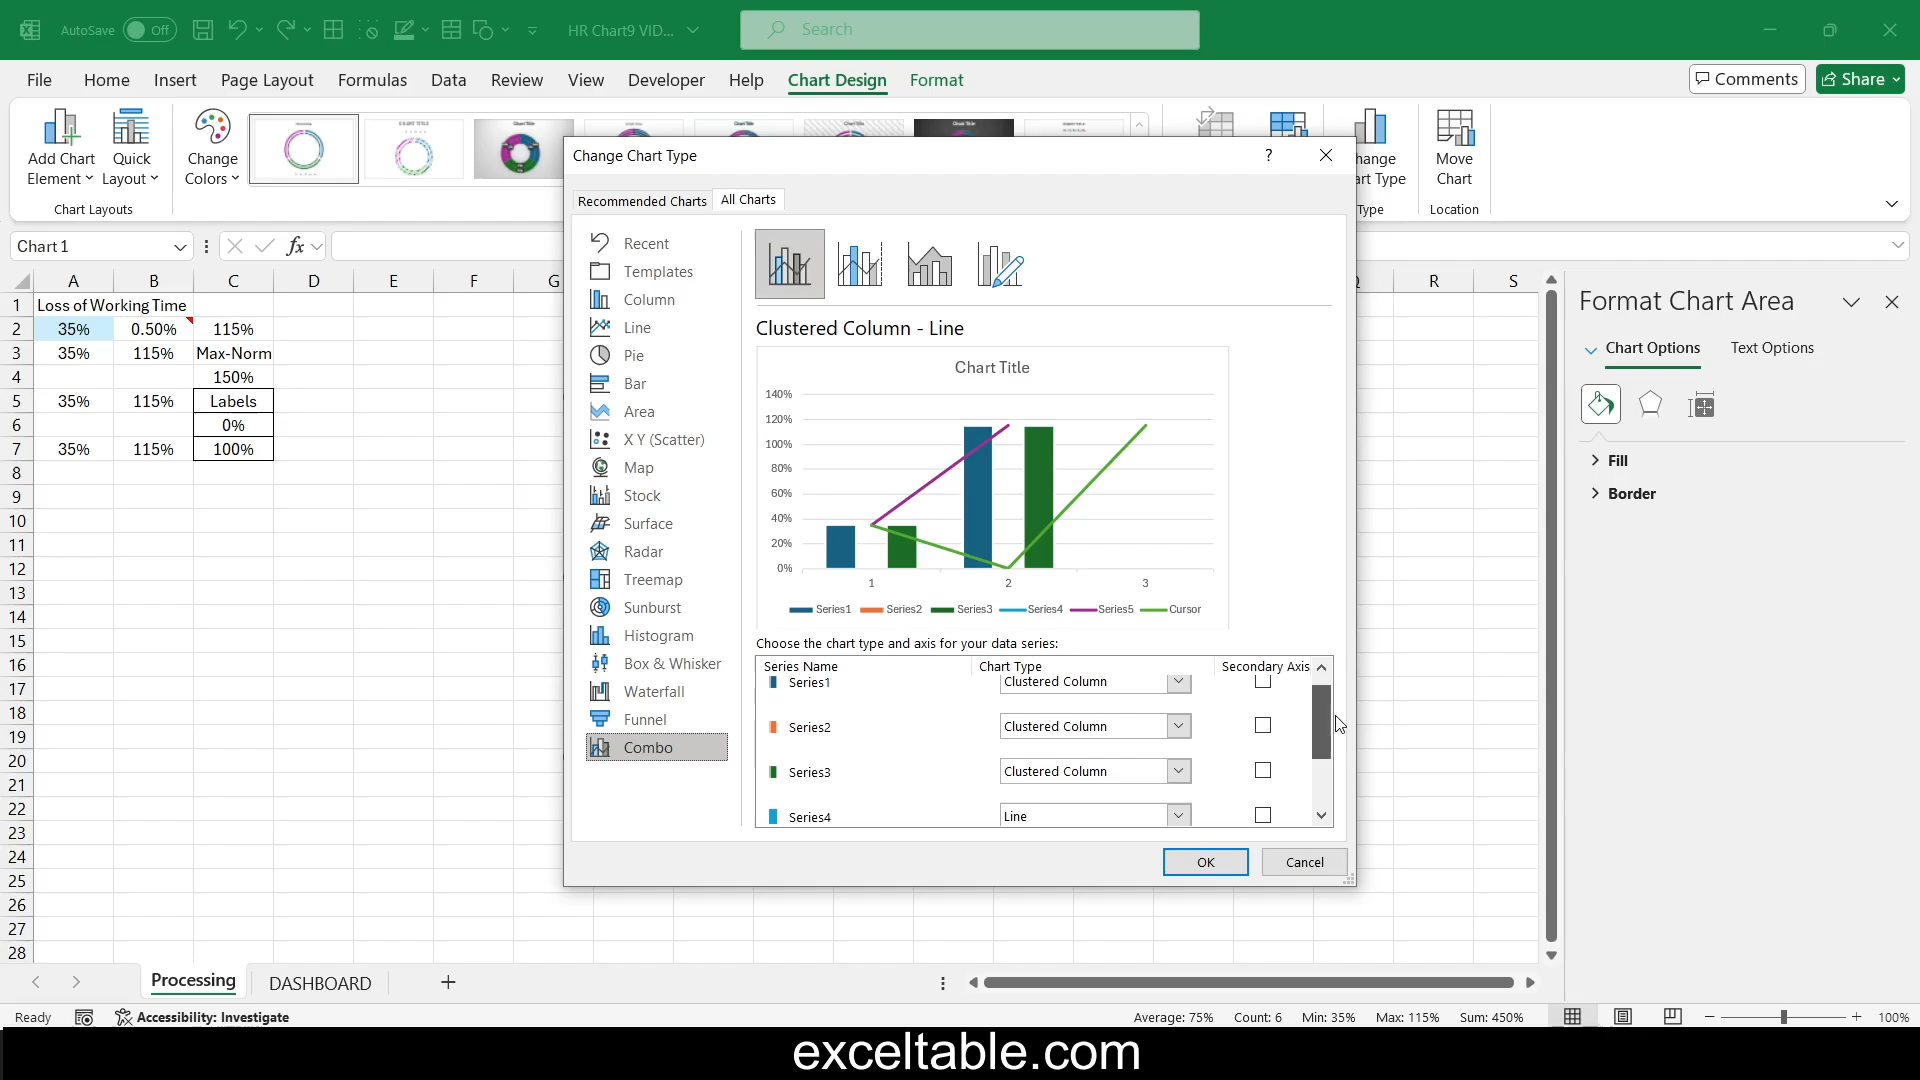 AutoSave Off HR Chart9 VID... Search
File Home Insert Page Layout Formulas Data Review View Developer Help Chart Design Format Comments Share
Add Chart Element
Quick Layout
Change Colors
Chart Layouts
Move Chart
Type
Location
Chart 1
fx
A B C D E F G R S
1 Loss of Working Time
2 35% 0.50% 115%
3 35% 115% Max-Norm
4 150%
5 35% 115% Labels
6 0%
7 35% 115% 100%
8
9
10
11
12
13
14
15
16
17
18
19
20
21
22
23
24
25
26
27
28
Change Chart Type ?
Recommended Charts All Charts
Recent
Templates
Column
Line
Pie
Bar
Area
X Y (Scatter)
Map
Stock
Surface
Radar
Treemap
Sunburst
Histogram
Box & Whisker
Waterfall
Funnel
Combo
Clustered Column - Line
Chart Title
140%
120%
100%
80%
60%
40%
20%
0%
1 2 3
Series1 Series2 Series3 Series4 Series5 Cursor
Choose the chart type and axis for your data series:
Series Name Chart Type Secondary Axis
Series1 Clustered Column
Series2 Clustered Column
Series3 Clustered Column
Series4 Line
OK Cancel
Format Chart Area
Chart Options Text Options
Fill
Border
Processing DASHBOARD
Ready Accessibility: Investigate Average: 75% Count: 6 Min: 35% Max: 115% Sum: 450% 100%
exceltable.com